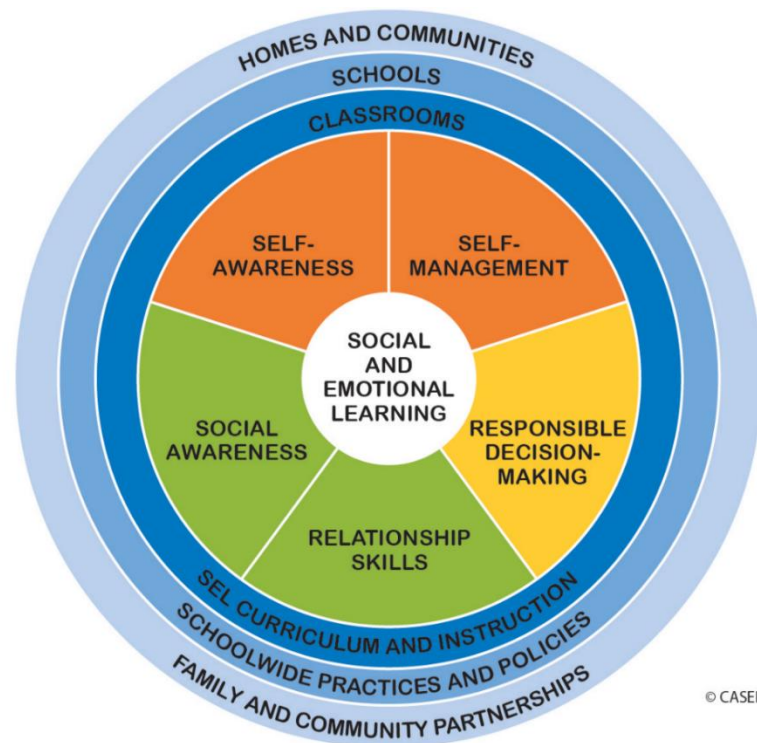 HOMES AND COMMUNITIES
SCHOOLS
CLASSROOMS
SELF-
AWARENESS
SELF-
MANAGEMENT
SOCIAL
AND
EMOTIONAL
LEARNING
SOCIAL
AWARENESS
RESPONSIBLE
DECISION-
MAKING
RELATIONSHIP
SKILLS
SEL CURRICULUM AND INSTRUCTION
SCHOOLWIDE PRACTICES AND POLICIES
FAMILY AND COMMUNITY PARTNERSHIPS
© CASEL